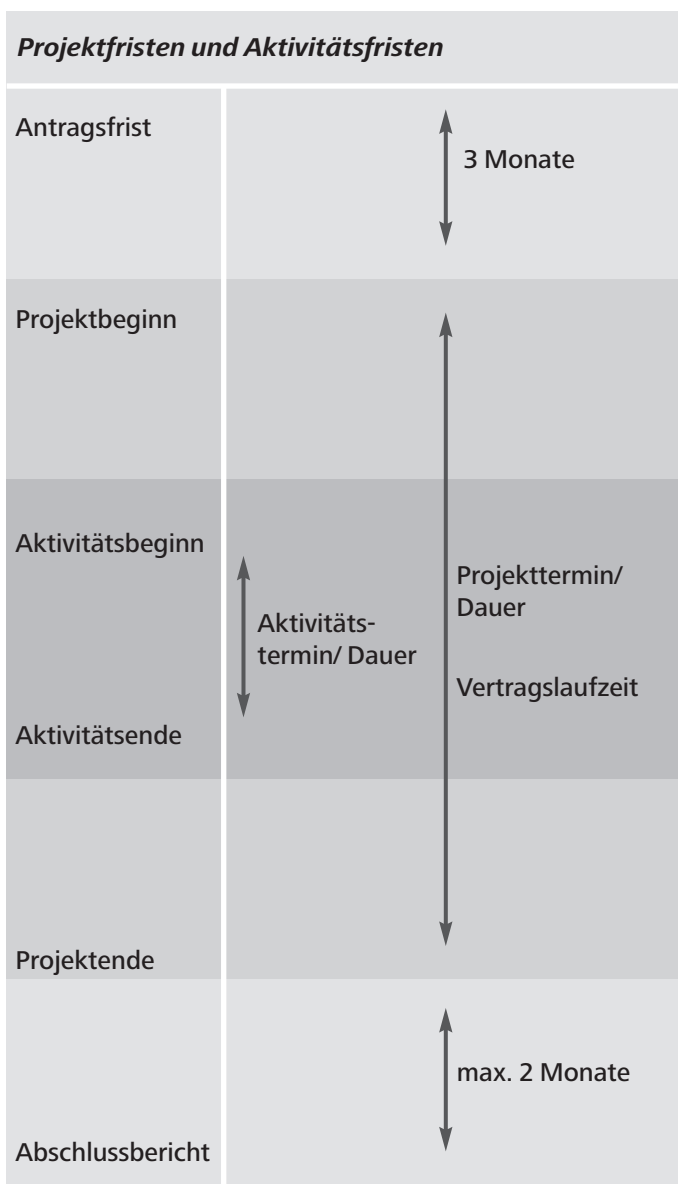 Projektfristen und Aktivitätsfristen
Antragsfrist
3 Monate
Projektbeginn
Aktivitätsbeginn
Aktivitäts-
termin/ Dauer
Projekttermin/
Dauer
Vertragslaufzeit
Aktivitätsende
Projektende
max. 2 Monate
Abschlussbericht